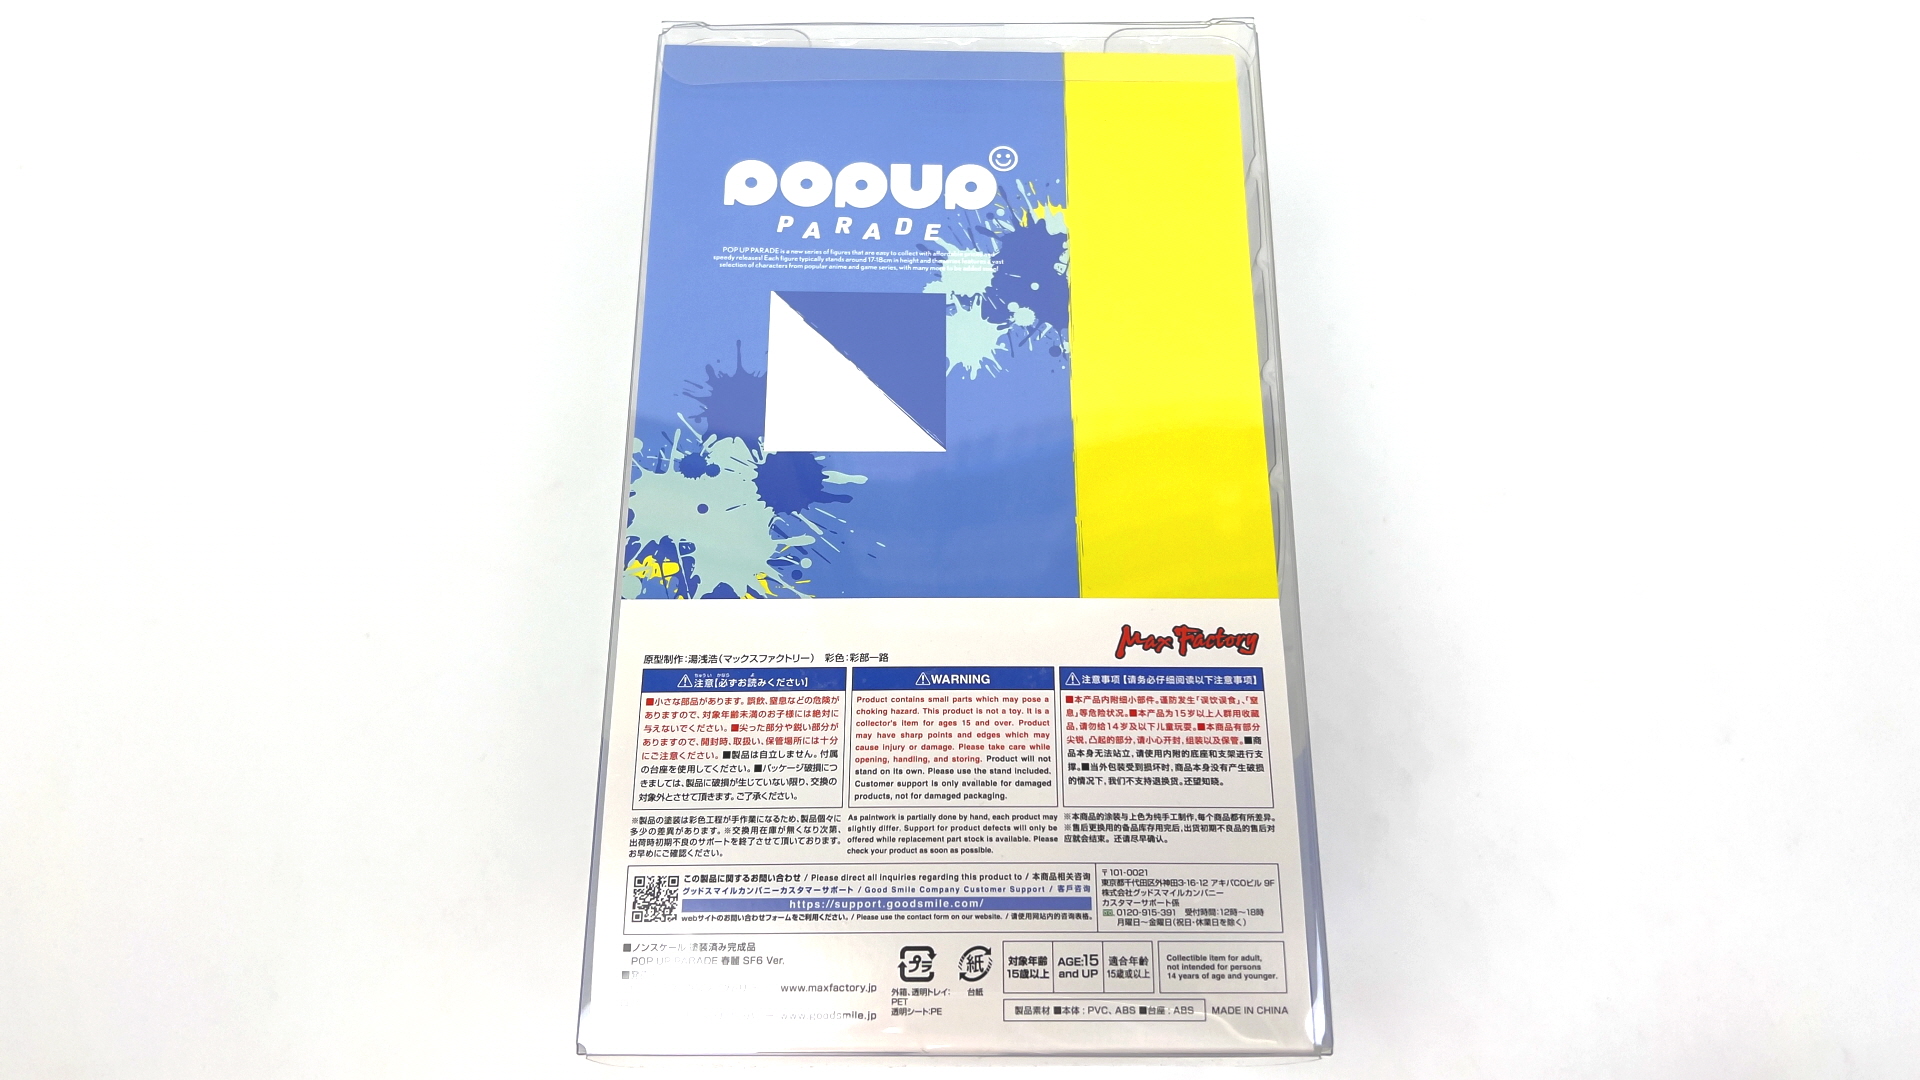 POPUP
PARADE
POP UP PARADE is a new series of figures that are easy to collect with
speedy releases! Each figure typically stands around 17-18cm in height and
selection of characters from popular anime and game series, with many
Max Factory
原型制作：湯浅浩（マックスファクトリー） 彩色：彩部一路
⚠注意【必ずお読みください】
■小さな部品があります。誤飲、窒息などの危険が
ありますので、対象年齢未満のお子様には絶対に
与えないでください。■尖った部分や鋭い部分が
ありますので、開封時、取扱い、保管場所には十分
にご注意ください。■製品は自立しません。付属
の台座を使用してください。■パッケージ破損につ
きましては、製品に破損が生じていない限り、交換の
対象外とさせて頂きます。ご了承ください。
⚠WARNING
Product contains small parts which may pose a
choking hazard. This product is not a toy. It is a
collector's item for ages 15 and over. Product
may have sharp points and edges which may
cause injury or damage. Please take care while
opening, handling, and storing. Product will not
stand on its own. Please use the stand included.
Customer support is only available for damaged
products, not for damaged packaging.
⚠注意事项【请务必仔细阅读以下注意事项】
■本产品内附细小部件。谨防发生「误饮误食」、「窒
息」等危险状况。■本产品为15岁以上人群用收藏
品，请勿给14岁及以下儿童玩耍。■本商品有部分
尖锐，凸起的部分，请小心开封，组装以及保管。■商
品本身无法站立，请使用内附的底座和支架进行支
撑。■当外包装受到损坏时，商品本身没有产生破损
的情况下，我们不支持退换货。还望知晓。
※製品の塗装は彩色工程が手作業になるため、製品個々に
多少の差異があります。※交換用在庫が無くなり次第、
出荷時初期不良のサポートを終了させて頂いております。
お早めにご確認ください。
As paintwork is partially done by hand, each product may
slightly differ. Support for product defects will only be
offered while replacement part stock is available. Please
check your product as soon as possible.
※本商品的涂装与上色为纯手工制作，每个商品都有所差异。
※售后更换用的备品库存用完后，出货初期不良品的售后对
应就会结束。还请尽早确认。
この製品に関するお問い合わせ / Please direct all inquiries regarding this product to / 本商品相关咨询
グッドスマイルカンパニーカスタマーサポート / Good Smile Company Customer Support / 客戶咨询
https://support.goodsmile.com/
webサイトのお問い合わせフォームをご利用ください。 / Please use the contact form on our website. / 请使用网站内的咨询表格。
〒101-0021
東京都千代田区外神田3-16-12 アキバCOビル 9F
株式会社グッドスマイルカンパニー
カスタマーサポート係
0120-915-391 受付時間：12時～18時
月曜日～金曜日（祝日・休業日を除く）
■ノンスケール 塗装済み完成品
POP UP PARADE 春麗 SF6 Ver.
www.maxfactory.jp
www.goodsmile.jp
プラ
外箱、透明トレイ：
PET
透明シート：PE
紙
台紙
対象年齢
15歳以上
AGE:15
and UP
適合年齢
15歳或以上
Collectible item for adult,
not intended for persons
14 years of age and younger.
製品素材 ■本体：PVC、ABS ■台座：ABS
MADE IN CHINA